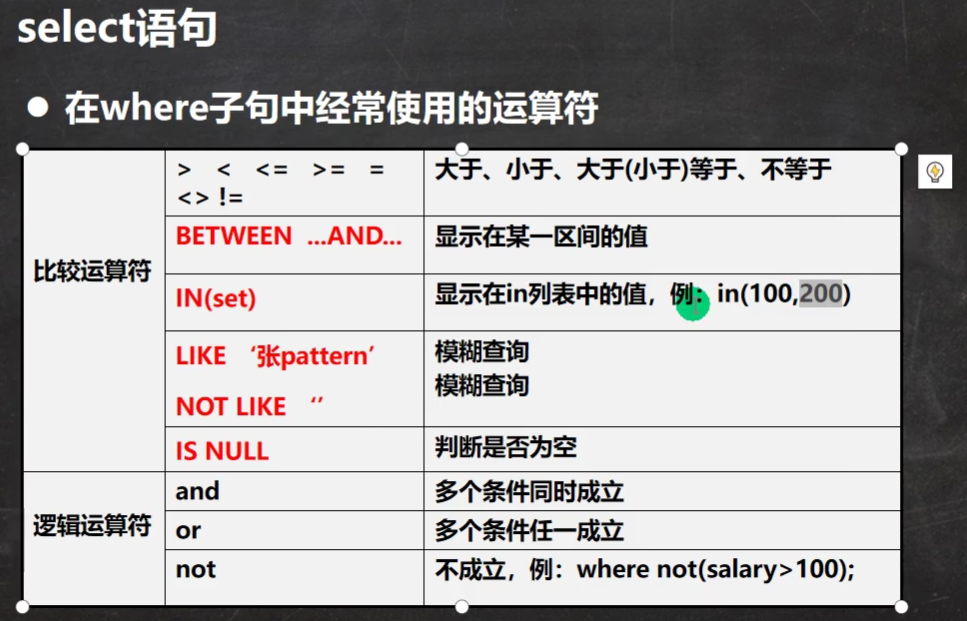 select语句
● 在where子句中经常使用的运算符
比较运算符
> < <= >= =
<> !=
大于、小于、大于(小于)等于、不等于
BETWEEN ...AND...
显示在某一区间的值
IN(set)
显示在in列表中的值，例：in(100,200)
LIKE ‘张pattern’
模糊查询
NOT LIKE ‘’
模糊查询
IS NULL
判断是否为空
逻辑运算符
and
多个条件同时成立
or
多个条件任一成立
not
不成立，例：where not(salary>100);